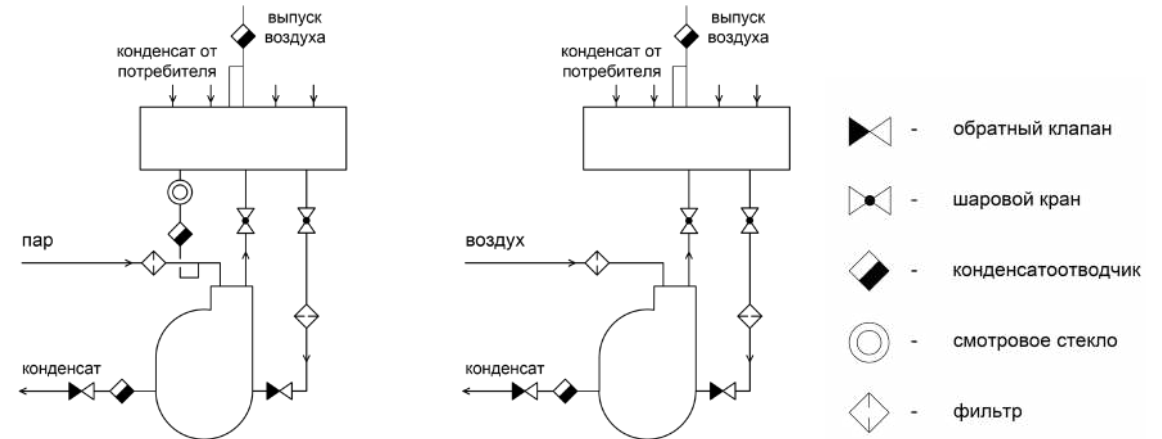 выпуск
воздуха
конденсат от
потребителя
пар
конденсат
выпуск
воздуха
конденсат от
потребителя
воздух
конденсат
- обратный клапан
- шаровой кран
- конденсатоотводчик
- смотровое стекло
- фильтр